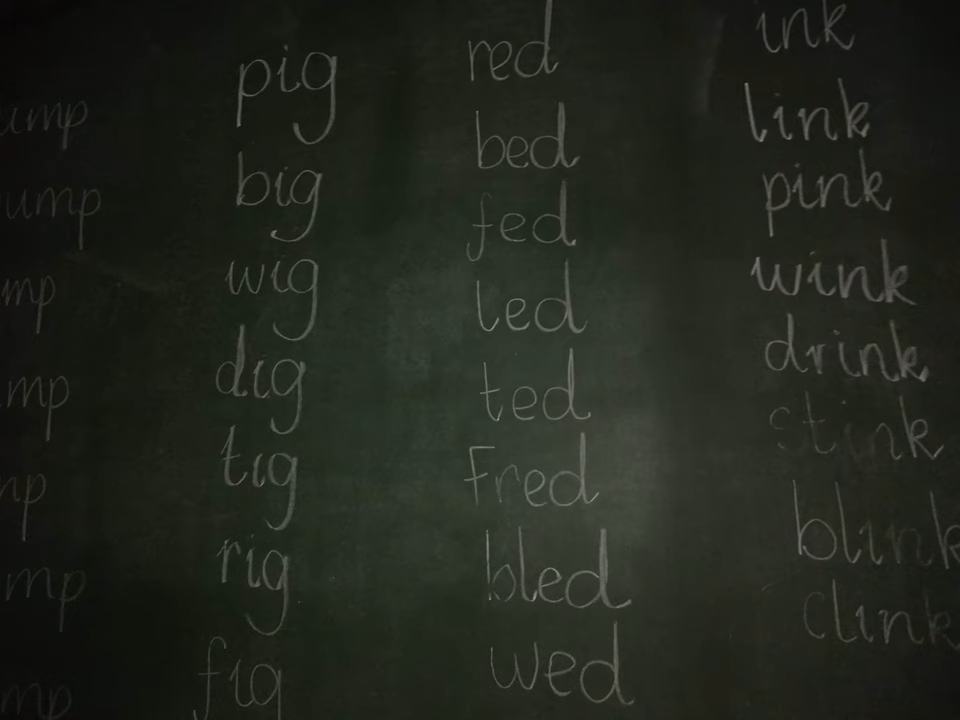 pig
big
wig
dig
tig
rig
fig
red
bed
fed
led
ted
Fred
bled
wed
ink
link
pink
wink
drink
stink
blink
clink